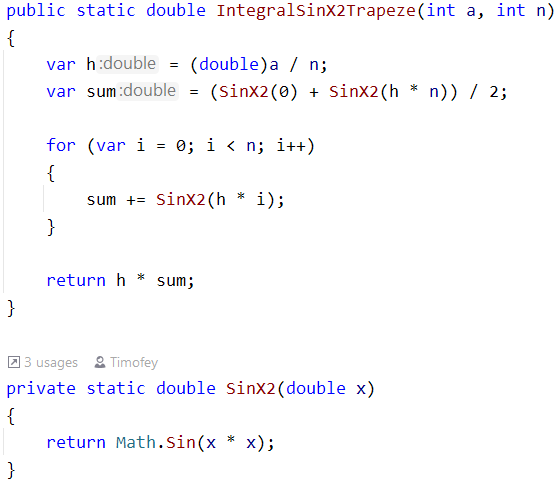 public static double IntegralSinX2Trapeze(int a, int n)
{
    var h:double = (double)a / n;
    var sum:double = (SinX2(0) + SinX2(h * n)) / 2;

    for (var i = 0; i < n; i++)
    {
        sum += SinX2(h * i);
    }

    return h * sum;
}

3 usages Timofey
private static double SinX2(double x)
{
    return Math.Sin(x * x);
}